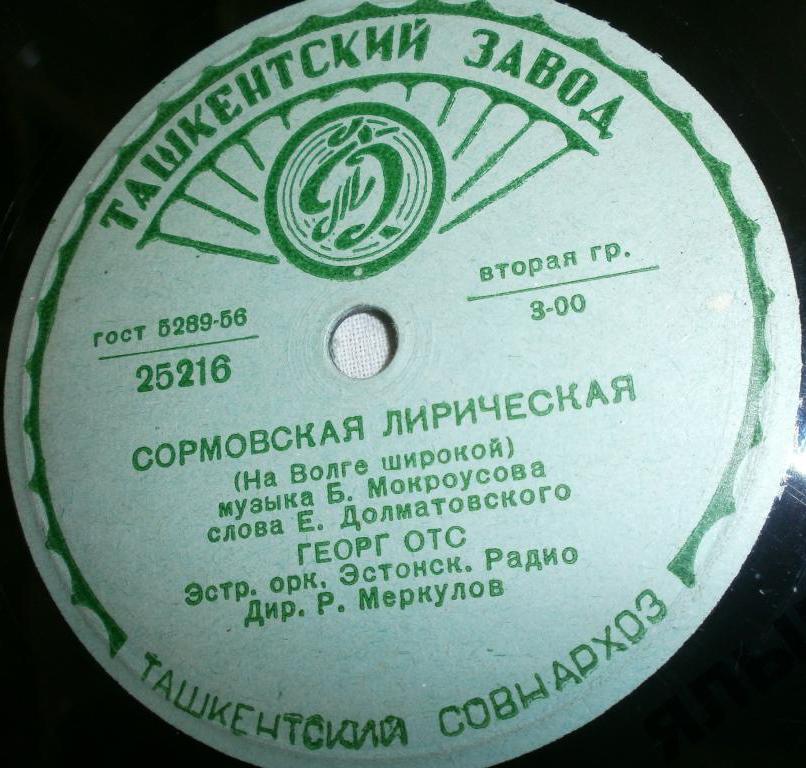 ТАШКЕНТСКИЙ ЗАВОД
гост 5289-56
25216
вторая гр.
3-00
СОРМОВСКАЯ ЛИРИЧЕСКАЯ
(На Волге широкой)
музыка Б. Мокроусова
слова Е. Долматовского
ГЕОРГ ОТС
Эстр. орк. Эстонск. Радио
Дир. Р. Меркулов
ТАШКЕНТСКИЙ СОВНАРХОЗ